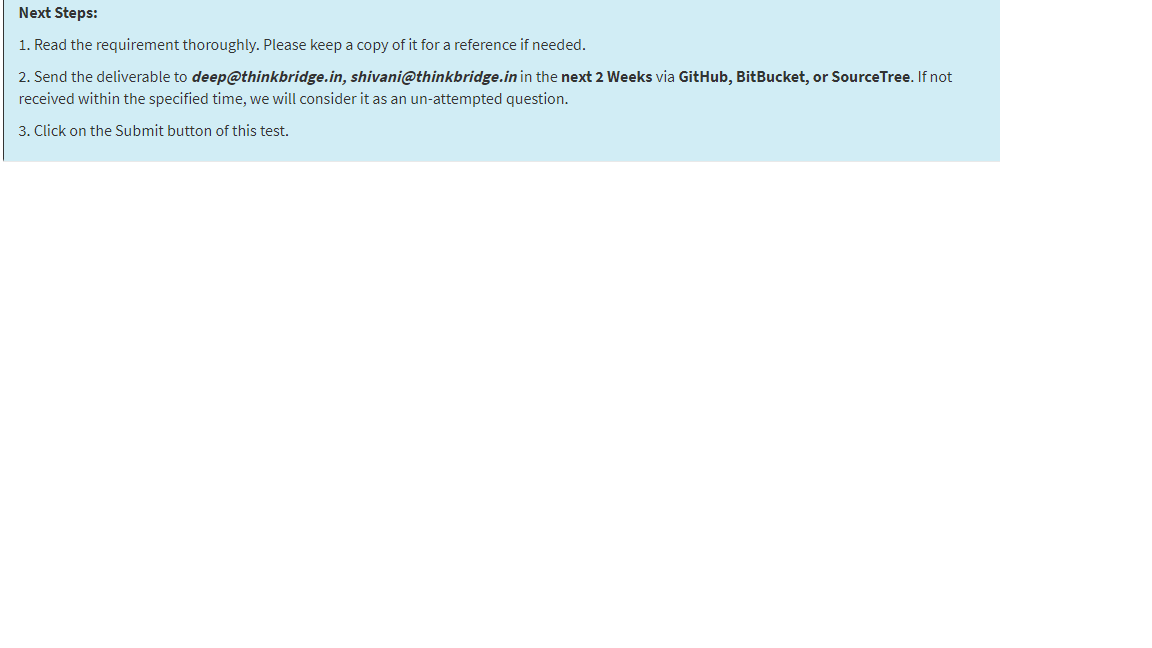 Next Steps:
1. Read the requirement thoroughly. Please keep a copy of it for a reference if needed.
2. Send the deliverable to deep@thinkbridge.in, shivani@thinkbridge.in in the next 2 Weeks via GitHub, BitBucket, or SourceTree. If not
received within the specified time, we will consider it as an un-attempted question.
3. Click on the Submit button of this test.